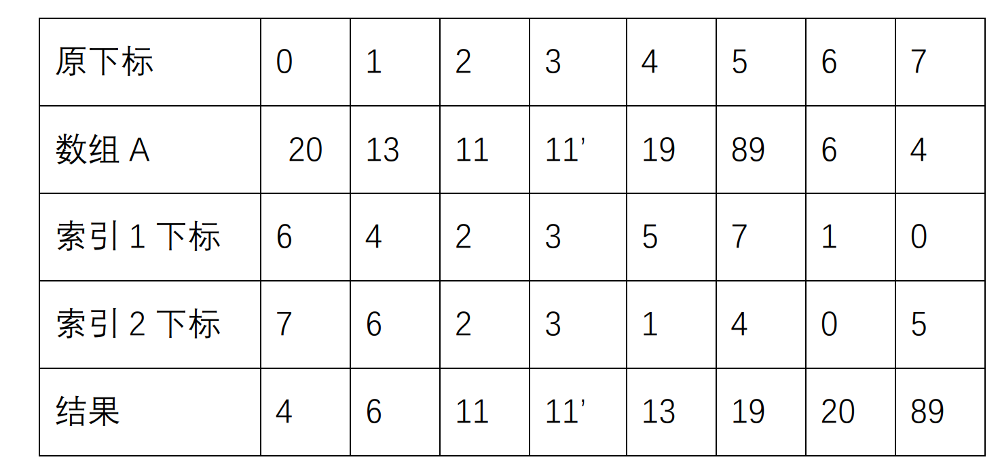 原下标 0 1 2 3 4 5 6 7
数组 A 20 13 11 11’ 19 89 6 4
索引 1 下标 6 4 2 3 5 7 1 0
索引 2 下标 7 6 2 3 1 4 0 5
结果 4 6 11 11’ 13 19 20 89